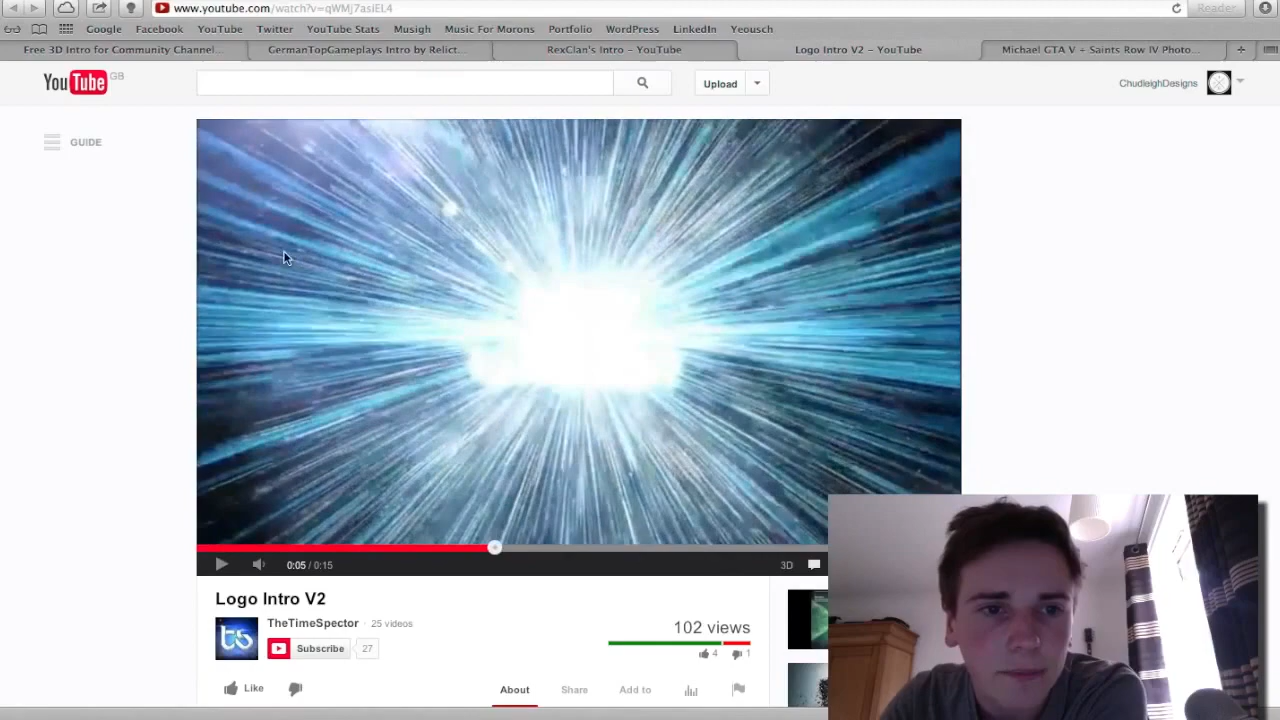 www.youtube.com/watch?v=qWMj7asiEL4
Reader
Google Facebook YouTube Twitter YouTube Stats Musigh Music For Morons Portfolio WordPress LinkedIn Yeousch
Free 3D Intro for Community Channel... GermanTopGameplays Intro by Relict... RexClan's Intro – YouTube Logo Intro V2 – YouTube Michael GTA V + Saints Row IV Photo... +
YouTube GB
Upload
ChudleighDesigns
GUIDE
0:05 / 0:15
3D
Logo Intro V2
TheTimeSpector · 25 videos
ts
Subscribe 27
102 views
4 1
Like
About Share Add to